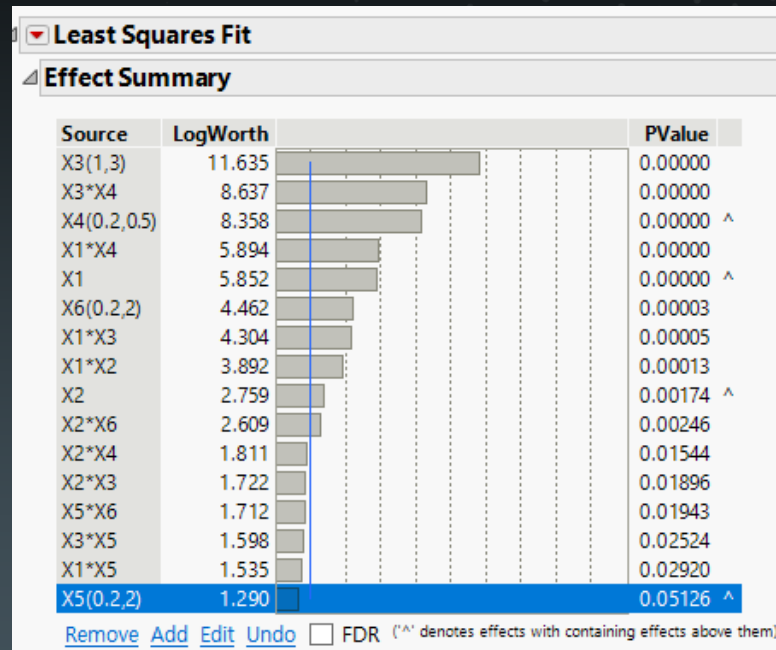 Least Squares Fit
Effect Summary
Source LogWorth PValue
X3(1,3) 11.635 0.00000
X3*X4 8.637 0.00000
X4(0.2,0.5) 8.358 0.00000 ^
X1*X4 5.894 0.00000
X1 5.852 0.00000 ^
X6(0.2,2) 4.462 0.00003
X1*X3 4.304 0.00005
X1*X2 3.892 0.00013
X2 2.759 0.00174 ^
X2*X6 2.609 0.00246
X2*X4 1.811 0.01544
X2*X3 1.722 0.01896
X5*X6 1.712 0.01943
X3*X5 1.598 0.02524
X1*X5 1.535 0.02920
X5(0.2,2) 1.290 0.05126 ^
Remove Add Edit Undo FDR ('^' denotes effects with containing effects above them)